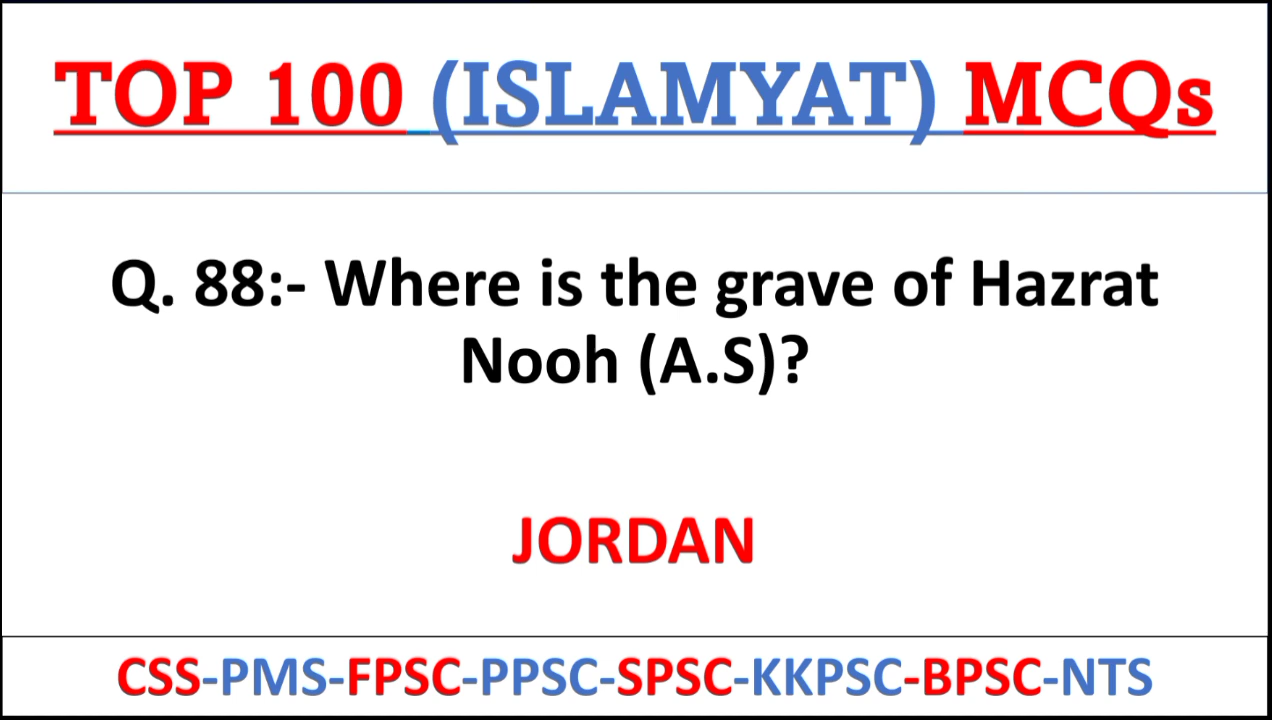 TOP 100 (ISLAMYAT) MCQs
Q. 88:- Where is the grave of Hazrat
Nooh (A.S)?
JORDAN
CSS-PMS-FPSC-PPSC-SPSC-KKPSC-BPSC-NTS